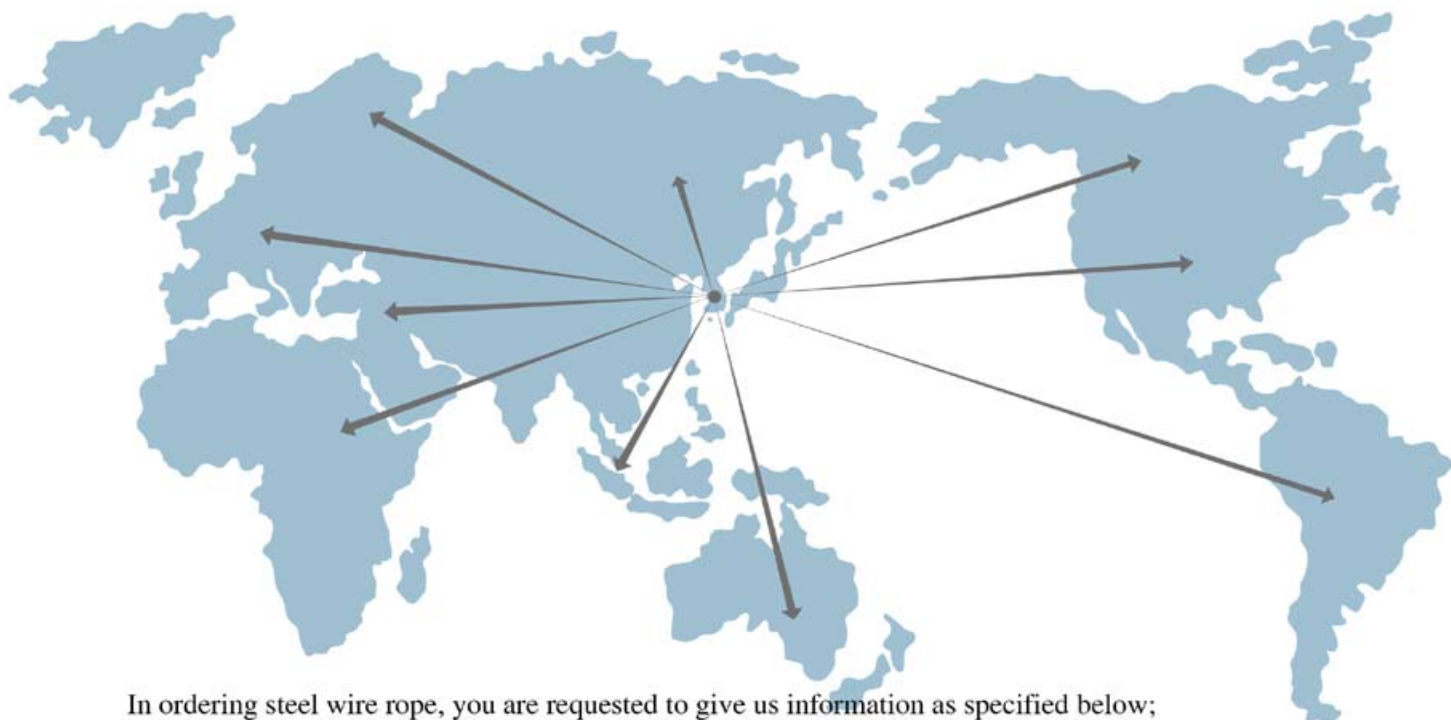 In ordering steel wire rope, you are requested to give us information as specified below;